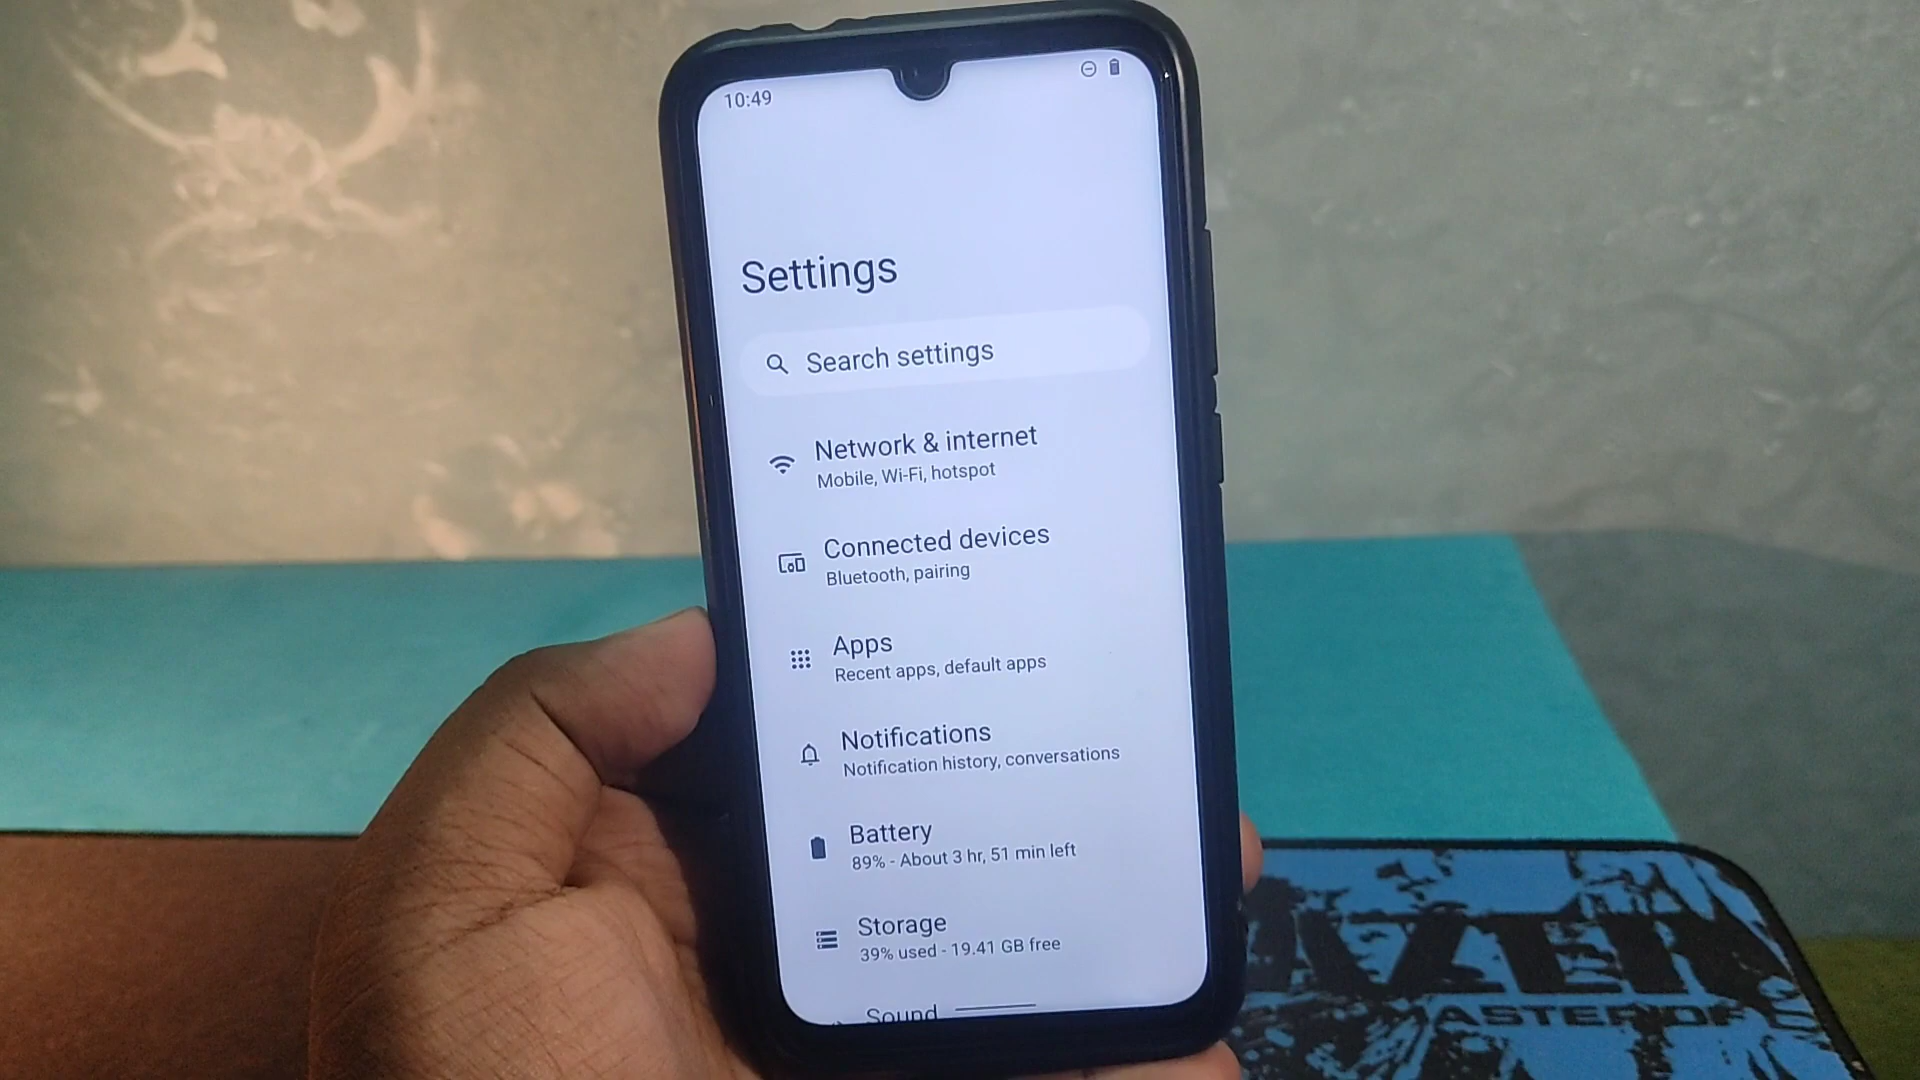 10:49
Settings
Search settings
Network & internet
Mobile, Wi-Fi, hotspot
Connected devices
Bluetooth, pairing
Apps
Recent apps, default apps
Notifications
Notification history, conversations
Battery
89% - About 3 hr, 51 min left
Storage
39% used - 19.41 GB free
Sound
MASTER OF